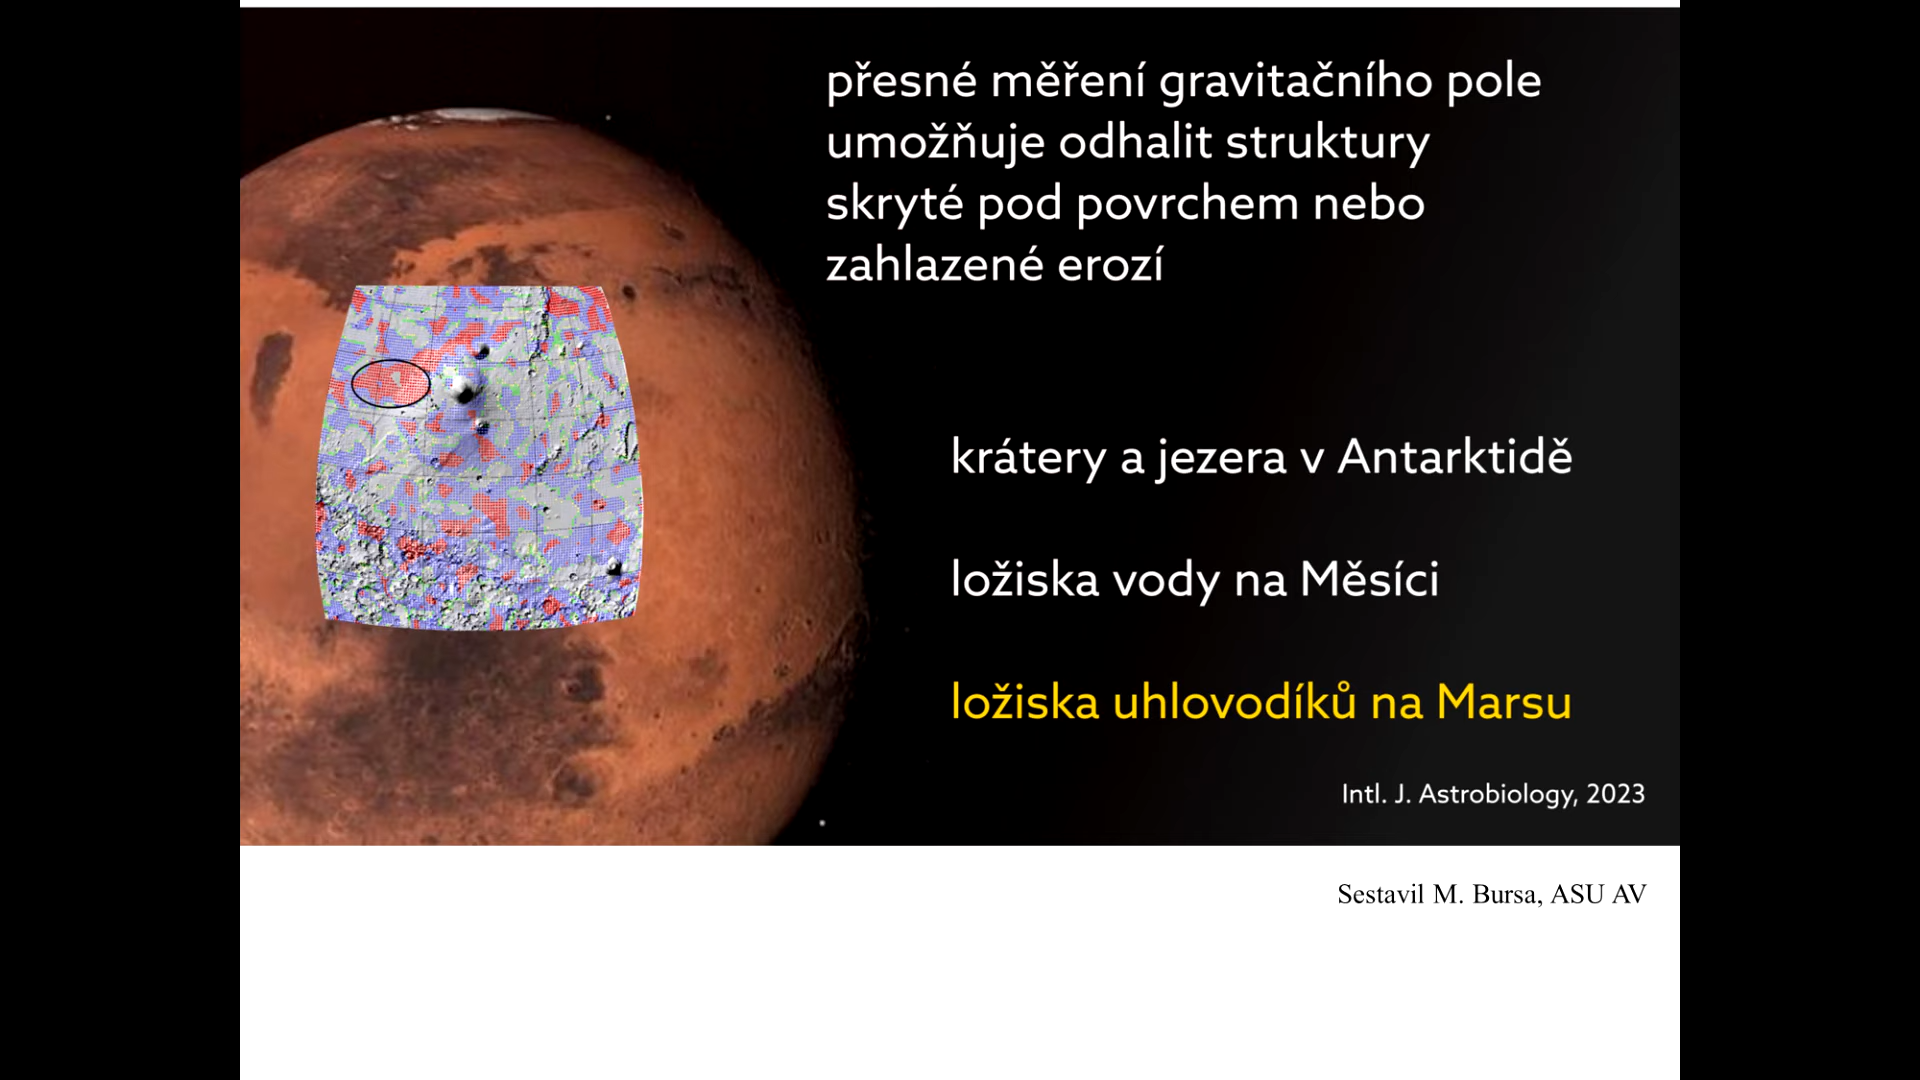 přesné měření gravitačního pole
umožňuje odhalit struktury
skryté pod povrchem nebo
zahlazené erozí
krátery a jezera v Antarktidě
ložiska vody na Měsíci
ložiska uhlovodíků na Marsu
Intl. J. Astrobiology, 2023
Sestavil M. Bursa, ASU AV